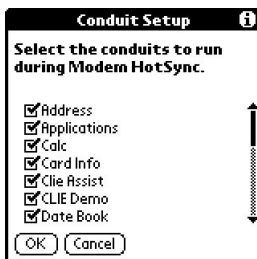 Conduit Setup
Select the conduits to run
during Modem HotSync.
Address
Applications
Calc
Card Info
Clie Assist
CLIE Demo
Date Book
OK Cancel